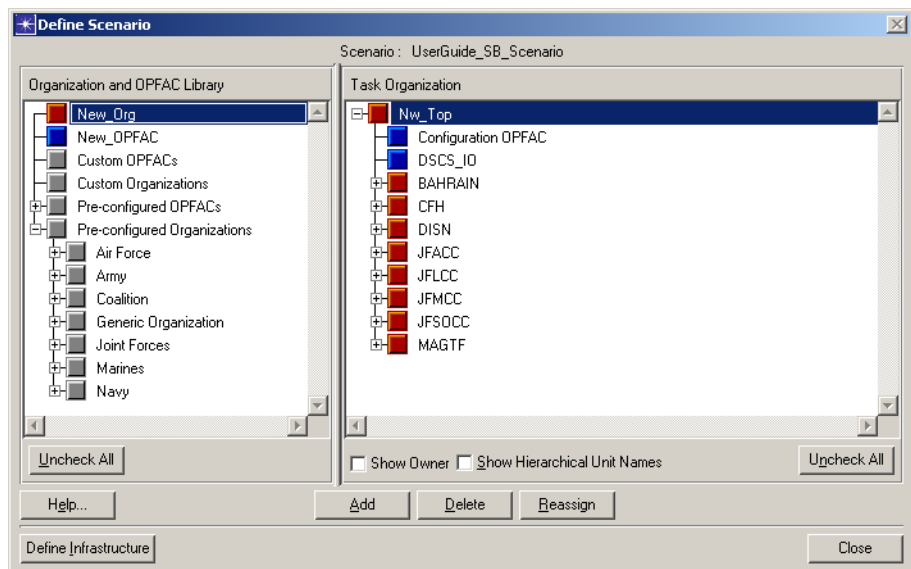 Define Scenario
Scenario : UserGuide_SB_Scenario
Organization and OPFAC Library
New_Org
New_OPFAC
Custom OPFACs
Custom Organizations
Pre-configured OPFACs
Pre-configured Organizations
Air Force
Army
Coalition
Generic Organization
Joint Forces
Marines
Navy
Uncheck All
Task Organization
Nw_Top
Configuration OPFAC
DSCS_IO
BAHRAIN
CFH
DISN
JFACC
JFLCC
JFMCC
JFSOCC
MAGTF
Show Owner Show Hierarchical Unit Names Uncheck All
Help... Add Delete Reassign
Define Infrastructure Close